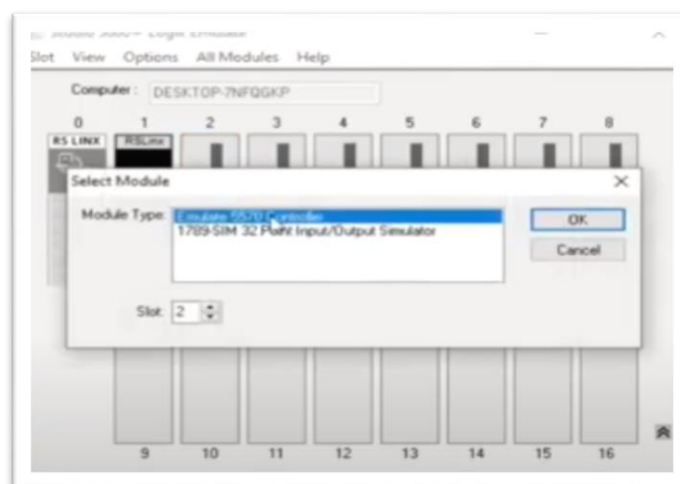 Slot View Options All Modules Help
Computer: DESKTOP-7NFQGKP
0 1 2 3 4 5 6 7 8
RS LINX RSLinx
Select Module
Module Type: Emulate 5570 Controller
1789-SIM 32 Point Input/Output Simulator
OK
Cancel
Slot: 2
9 10 11 12 13 14 15 16